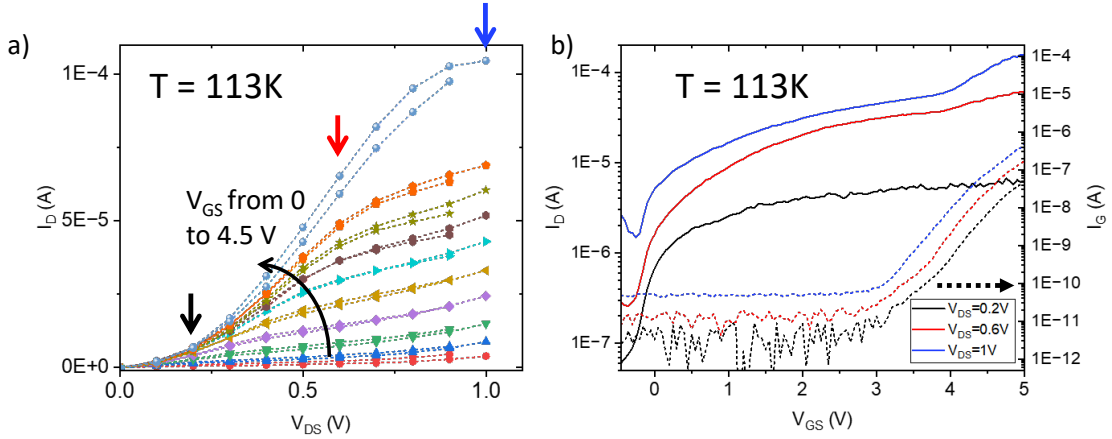 a)
T = 113K
1E−4
5E−5
0E+0
I_D (A)
V_GS from 0
to 4.5 V
0.0
0.5
1.0
V_DS (V)
b)
T = 113K
1E-4
1E-5
1E-6
1E-7
I_D (A)
1E-4
1E-5
1E-6
1E-7
1E-8
1E-9
1E-10
1E-11
1E-12
I_G (A)
V_DS=0.2V
V_DS=0.6V
V_DS=1V
0
1
2
3
4
5
V_GS (V)